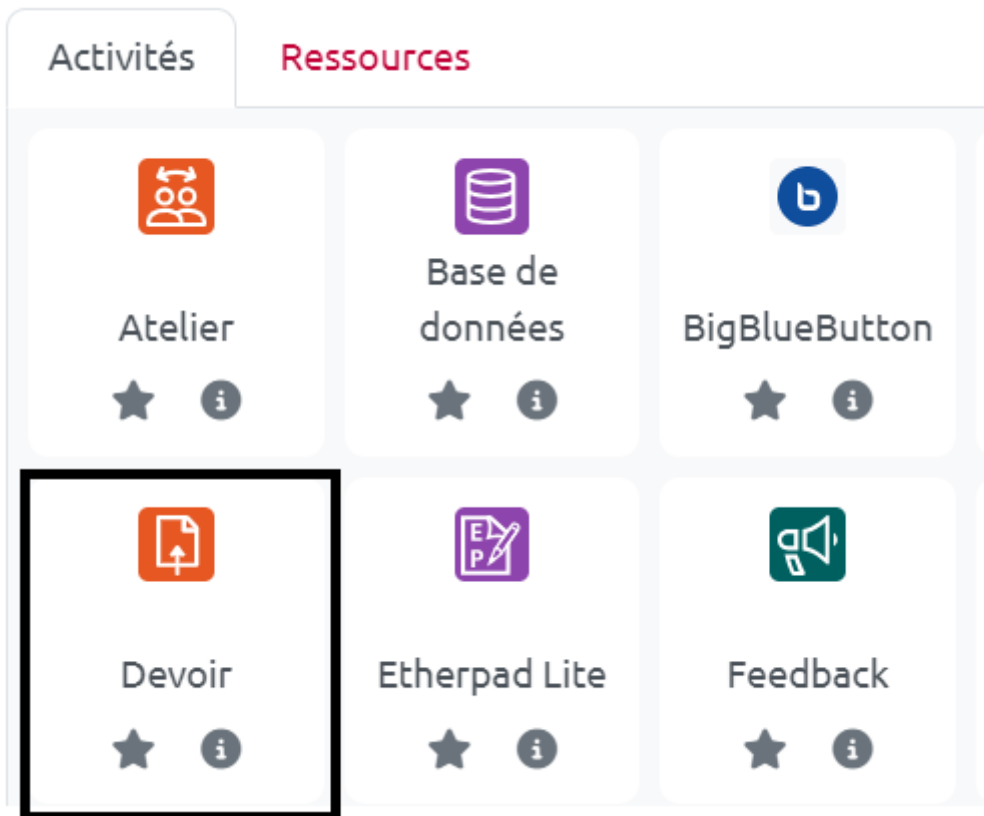 Activités
Ressources
Base de
Atelier
données
BigBlueButton
E
P
Devoir
Etherpad Lite
Feedback